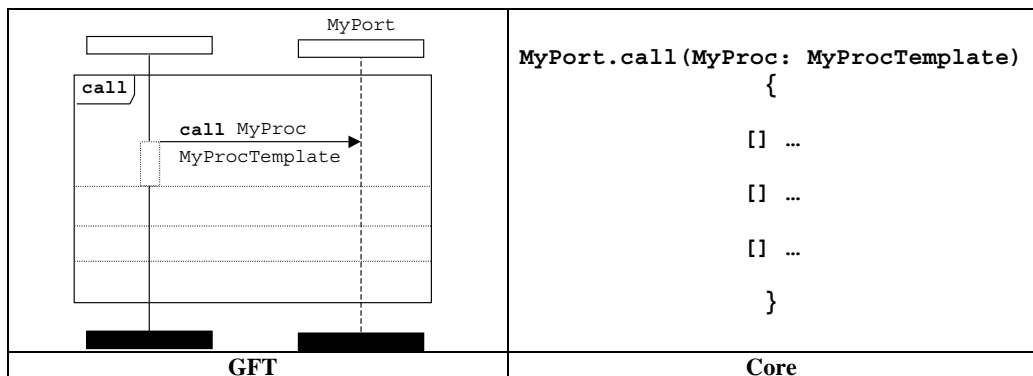 MyPort
call
call MyProc
MyProcTemplate
MyPort.call(MyProc: MyProcTemplate)
{
[] …
[] …
[] …
}
GFT
Core